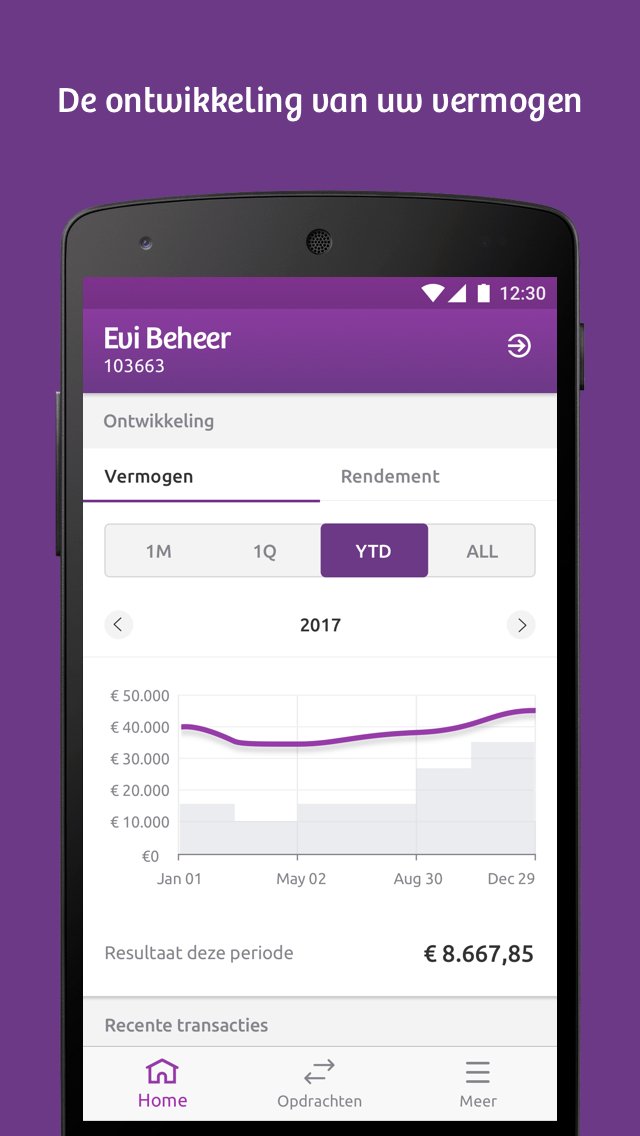 De ontwikkeling van uw vermogen
12:30
Evi Beheer
103663
Ontwikkeling
Vermogen Rendement
1M 1Q YTD ALL
2017
€ 50.000
€ 40.000
€ 30.000
€ 20.000
€ 10.000
€0
Jan 01 May 02 Aug 30 Dec 29
Resultaat deze periode € 8.667,85
Recente transacties
Home Opdrachten Meer